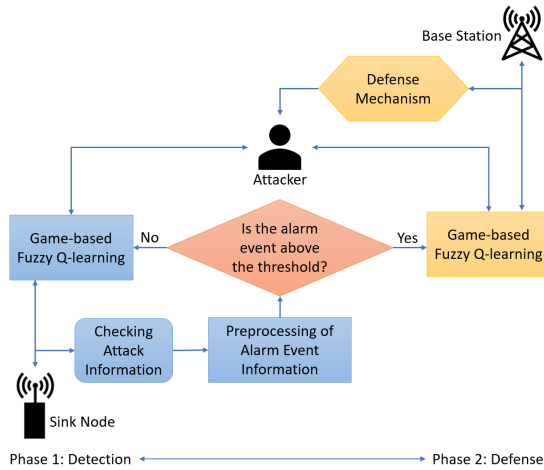 Base Station
Defense
Mechanism
Attacker
Game-based
Fuzzy Q-learning
No
Is the alarm
event above
the threshold?
Yes
Game-based
Fuzzy Q-learning
Checking
Attack
Information
Preprocessing of
Alarm Event
Information
Sink Node
Phase 1: Detection
Phase 2: Defense